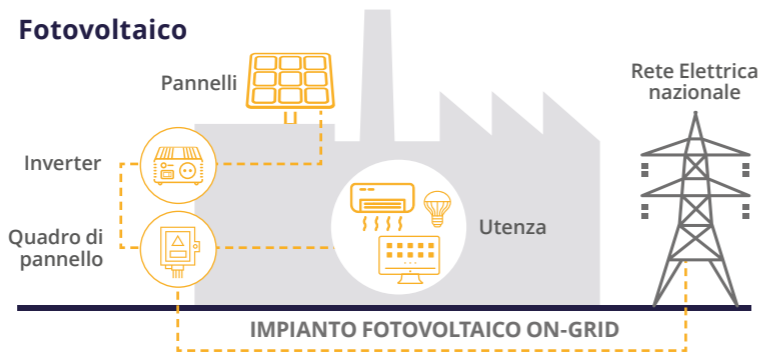 Fotovoltaico
Pannelli
Rete Elettrica
nazionale
Inverter
Utenza
Quadro di
pannello
IMPIANTO FOTOVOLTAICO ON-GRID